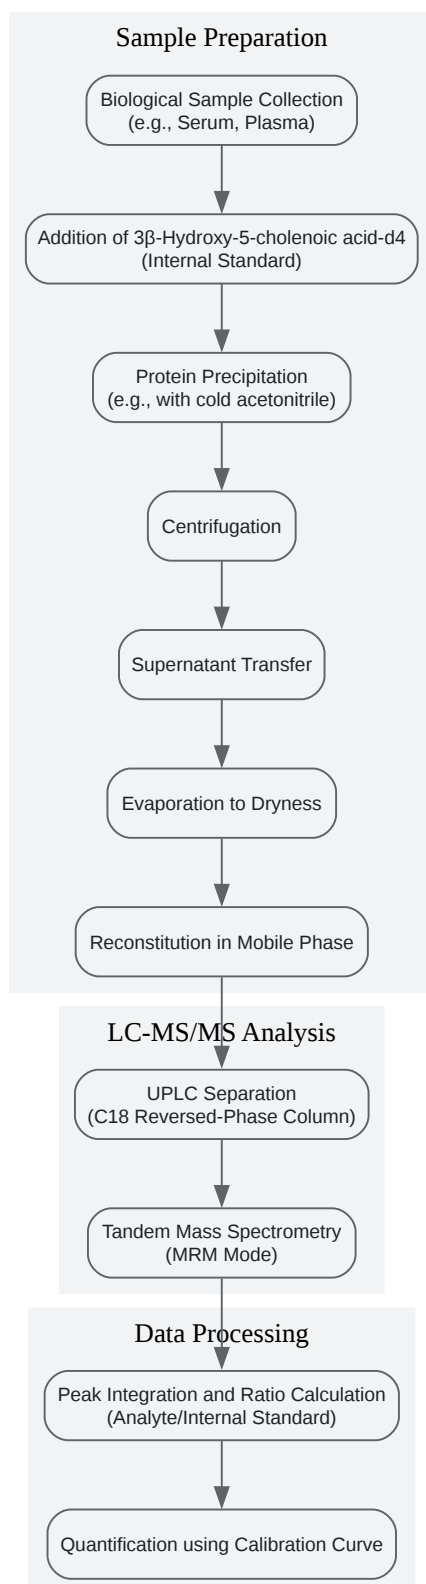 Sample Preparation
Biological Sample Collection
(e.g., Serum, Plasma)
Addition of 3β-Hydroxy-5-cholenoic acid-d4
(Internal Standard)
Protein Precipitation
(e.g., with cold acetonitrile)
Centrifugation
Supernatant Transfer
Evaporation to Dryness
Reconstitution in Mobile Phase
LC-MS/MS Analysis
UPLC Separation
(C18 Reversed-Phase Column)
Tandem Mass Spectrometry
(MRM Mode)
Data Processing
Peak Integration and Ratio Calculation
(Analyte/Internal Standard)
Quantification using Calibration Curve